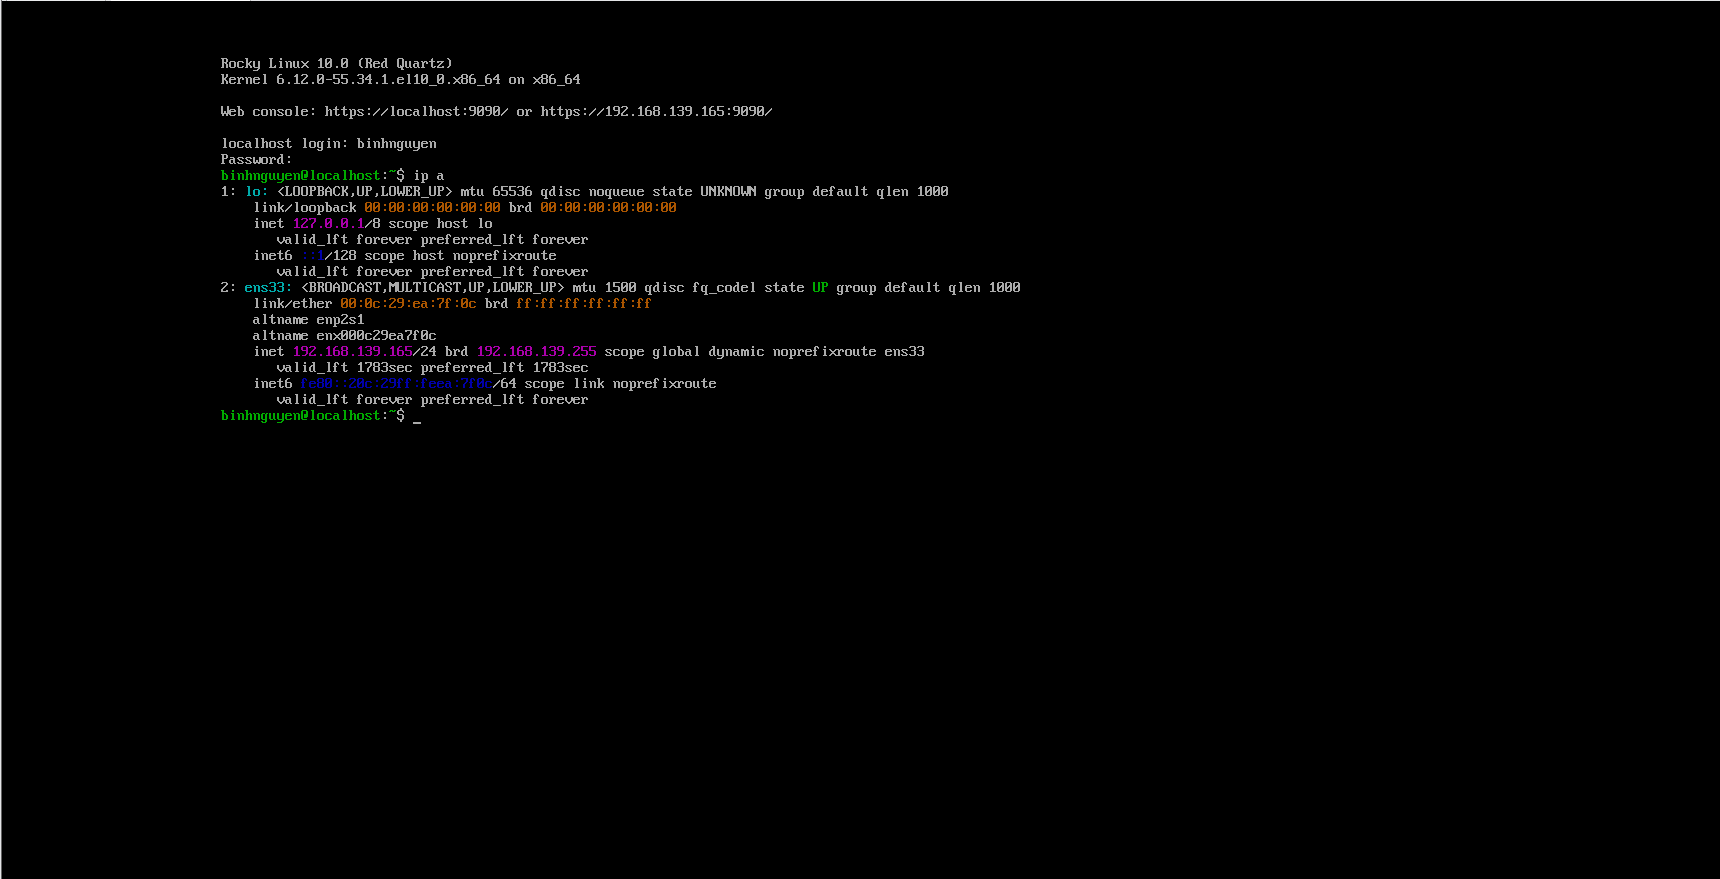 Rocky Linux 10.0 (Red Quartz)
Kernel 6.12.0-55.34.1.el10_0.x86_64 on x86_64
Web console: https://localhost:9090/ or https://192.168.139.165:9090/
localhost login: binhnguyen
Password:
binhnguyen@localhost:~$ ip a
1: lo: <LOOPBACK,UP,LOWER_UP> mtu 65536 qdisc noqueue state UNKNOWN group default qlen 1000
    link/loopback 00:00:00:00:00:00 brd 00:00:00:00:00:00
    inet 127.0.0.1/8 scope host lo
       valid_lft forever preferred_lft forever
    inet6 ::1/128 scope host noprefixroute
       valid_lft forever preferred_lft forever
2: ens33: <BROADCAST,MULTICAST,UP,LOWER_UP> mtu 1500 qdisc fq_codel state UP group default qlen 1000
    link/ether 00:0c:29:ea:7f:0c brd ff:ff:ff:ff:ff:ff
    altname enp2s1
    altname enx000c29ea7f0c
    inet 192.168.139.165/24 brd 192.168.139.255 scope global dynamic noprefixroute ens33
       valid_lft 1783sec preferred_lft 1783sec
    inet6 fe80::20c:29ff:feea:7f0c/64 scope link noprefixroute
       valid_lft forever preferred_lft forever
binhnguyen@localhost:~$ _